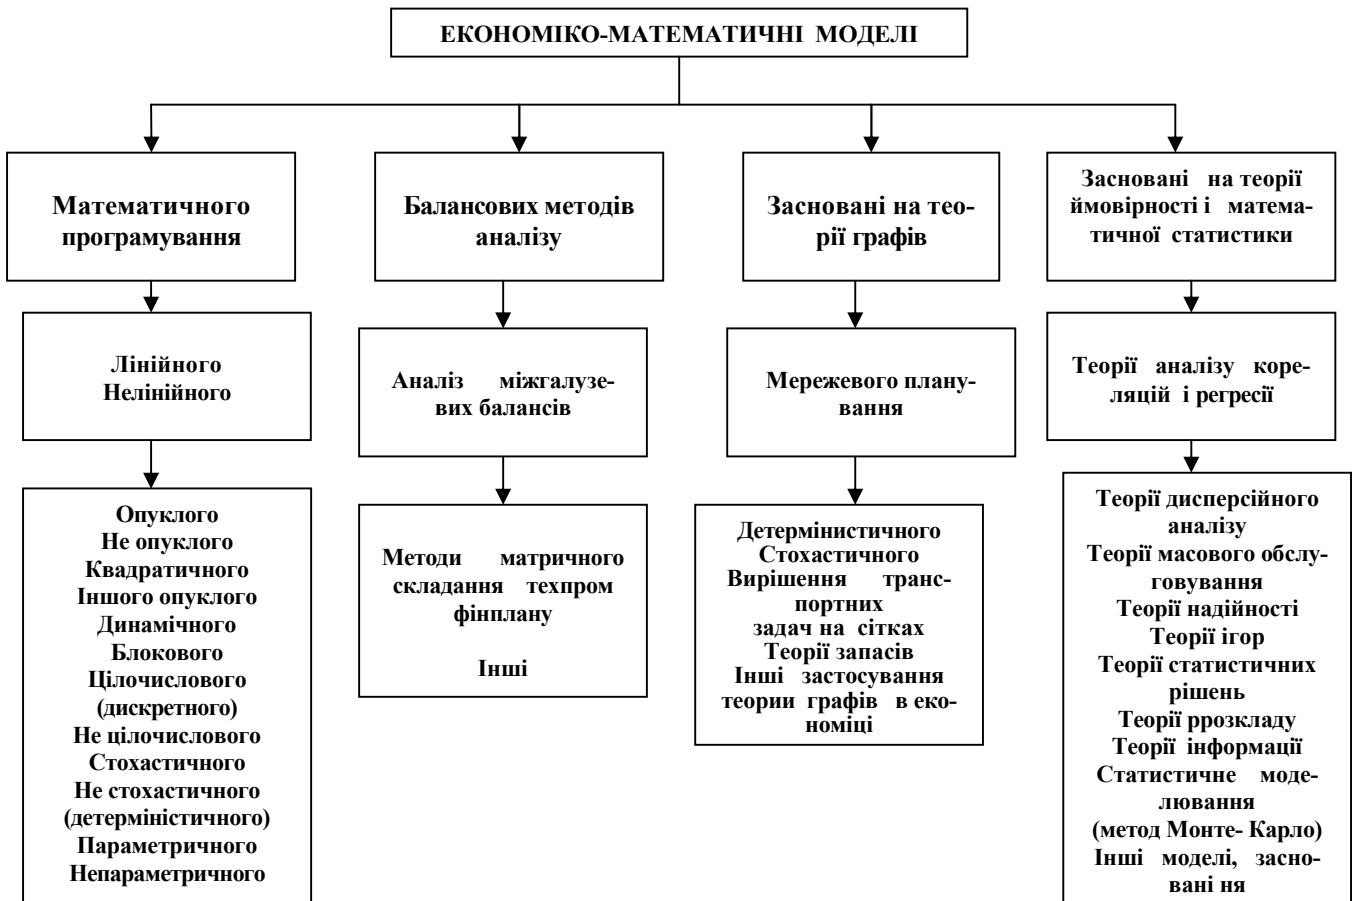 ЕКОНОМІКО-МАТЕМАТИЧНІ МОДЕЛІ
Математичного
програмування
Балансових методів
аналізу
Засновані на тео-
рії графів
Засновані на теорії
ймовірності і матема-
тичної статистики
Лінійного
Нелінійного
Аналіз міжгалузе-
вих балансів
Мережевого плану-
вання
Теорії аналізу коре-
ляцій і регресії
Опуклого
Не опуклого
Квадратичного
Іншого опуклого
Динамічного
Блокового
Цілочислового
(дискретного)
Не цілочислового
Стохастичного
Не стохастичного
(детерміністичного)
Параметричного
Непараметричного
Методи матричного
складання техпром
фінплану
Інші
Детермінистичного
Стохастичного
Вирішення транс-
портних
задач на сітках
Теорії запасів
Інші застосування
теории графів в еко-
номіці
Теорії дисперсійного
аналізу
Теорії масового обслу-
говування
Теорії надійності
Теорії ігор
Теорії статистичних
рішень
Теорії ррозкладу
Теорії інформації
Статистичне моде-
лювання
(метод Монте- Карло)
Інші моделі, засно-
вані ня